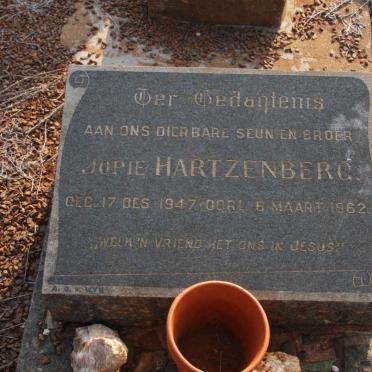 Ter Gedagtenis
AAN ONS DIERBARE SEUN EN BROER
JOPIE HARTZENBERG.
GEB. 17 DES. 1947 - OORL. 6 MAART 1962.
„WELK 'N VRIEND HET ONS IN JESUS"